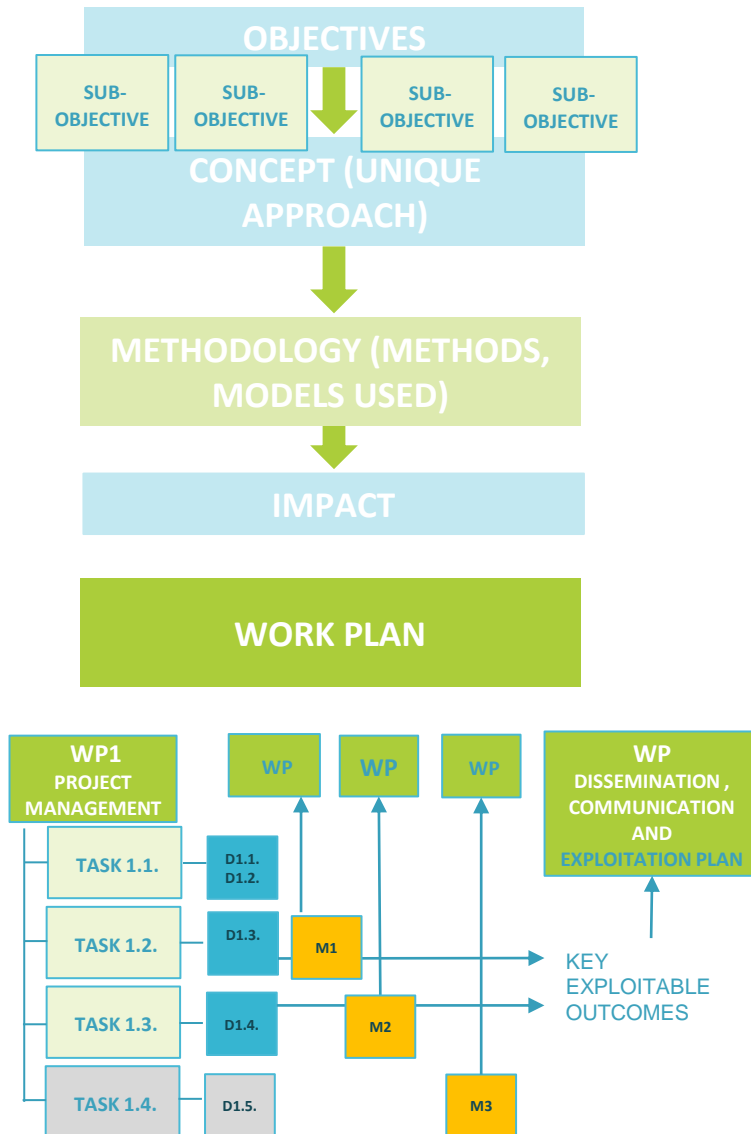 OBJECTIVES
SUB-
OBJECTIVE
SUB-
OBJECTIVE
SUB-
OBJECTIVE
SUB-
OBJECTIVE
CONCEPT (UNIQUE
APPROACH)
METHODOLOGY (METHODS,
MODELS USED)
IMPACT
WORK PLAN
WP1
PROJECT
MANAGEMENT
WP
WP
WP
WP
DISSEMINATION ,
COMMUNICATION
AND
EXPLOITATION PLAN
TASK 1.1.
D1.1.
D1.2.
TASK 1.2.
D1.3.
M1
KEY
EXPLOITABLE
OUTCOMES
TASK 1.3.
D1.4.
M2
TASK 1.4.
D1.5.
M3